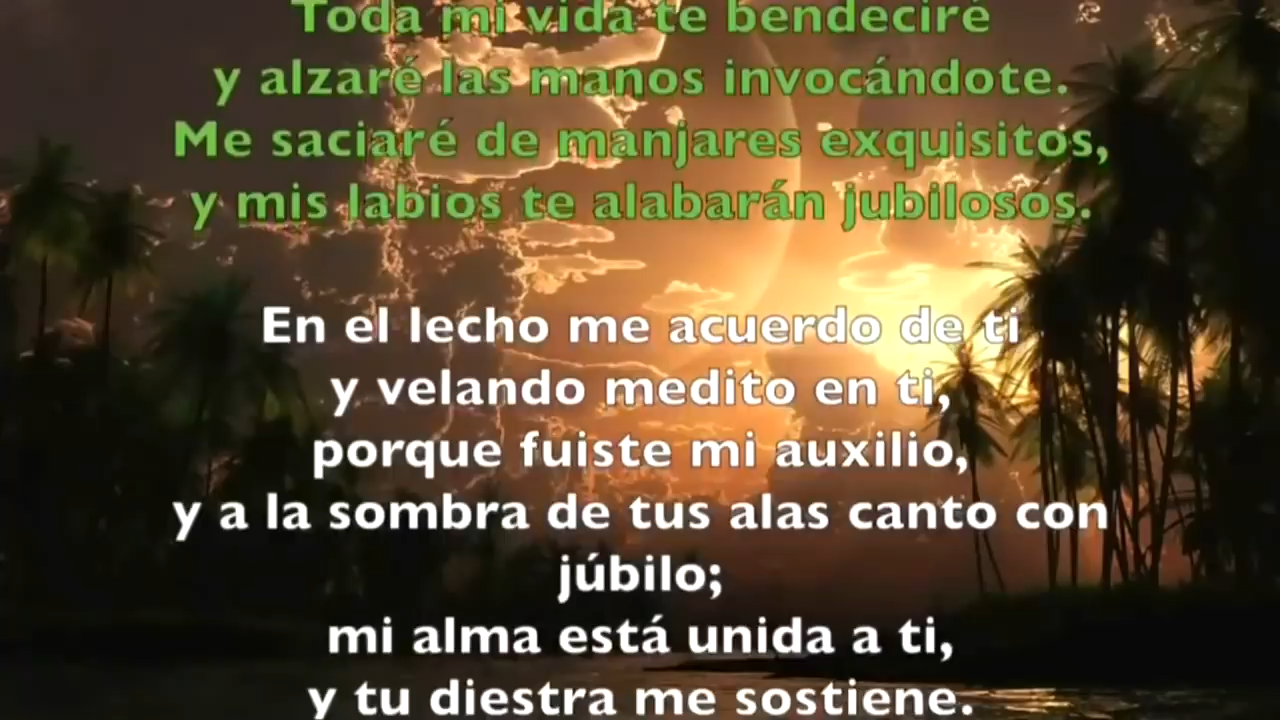 Toda mi vida te bendeciré
y alzaré las manos invocándote.
Me saciaré de manjares exquisitos,
y mis labios te alabarán jubilosos.
En el lecho me acuerdo de ti
y velando medito en ti,
porque fuiste mi auxilio,
y a la sombra de tus alas canto con
júbilo;
mi alma está unida a ti,
y tu diestra me sostiene.